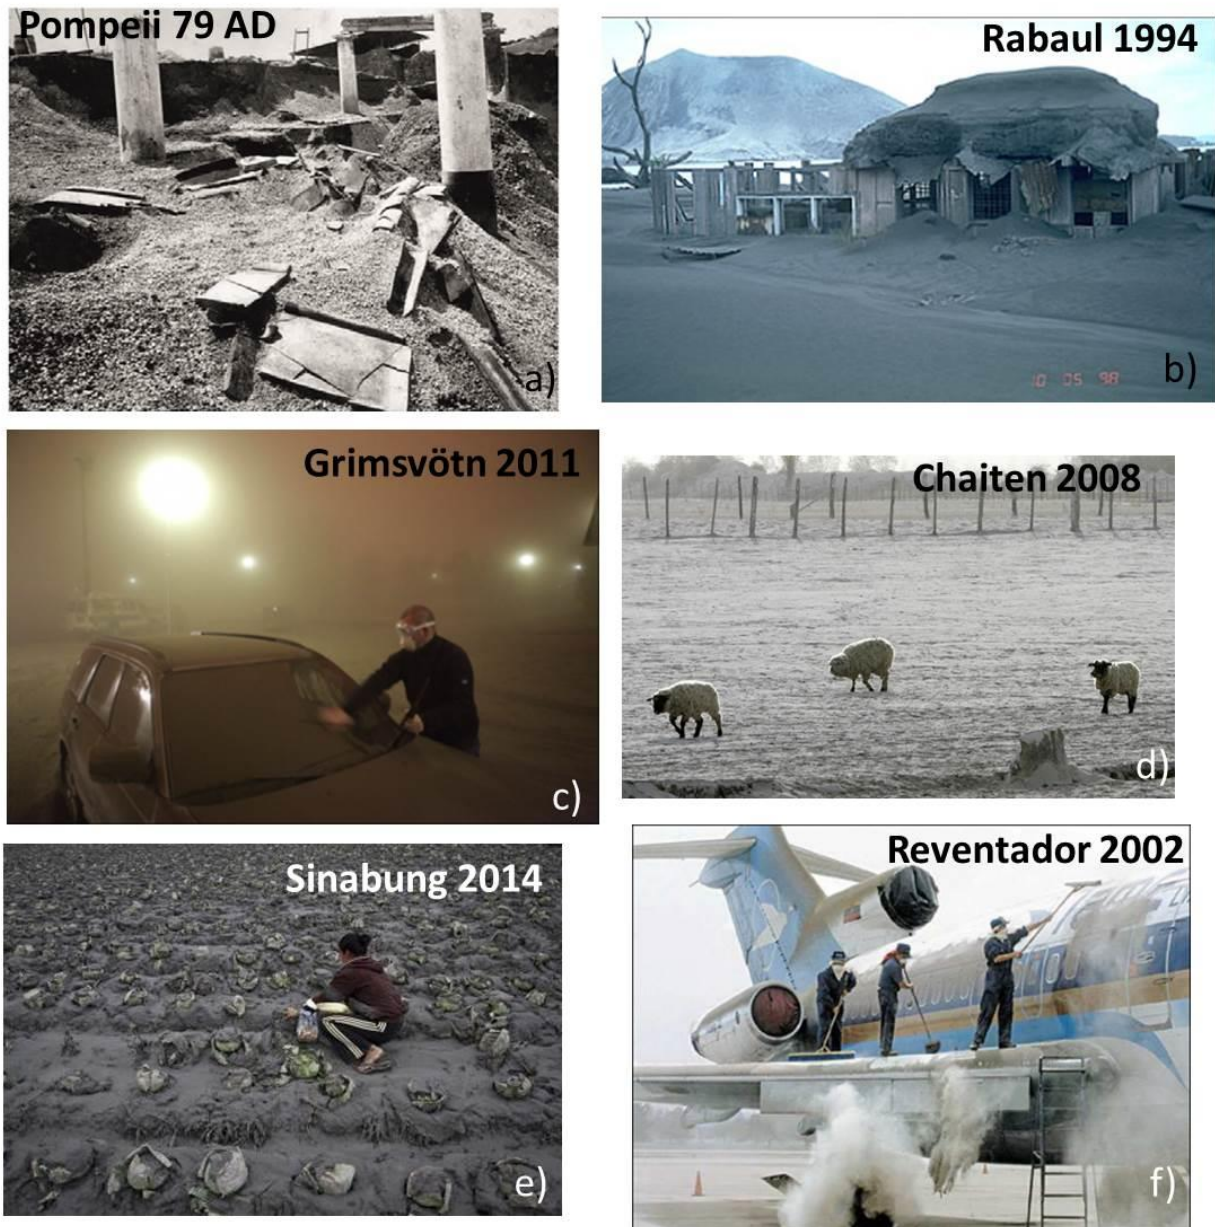 Pompeii 79 AD
a)
Rabaul 1994
10 05 98
b)
Grimsvötn 2011
c)
Chaiten 2008
d)
Sinabung 2014
e)
Reventador 2002
f)